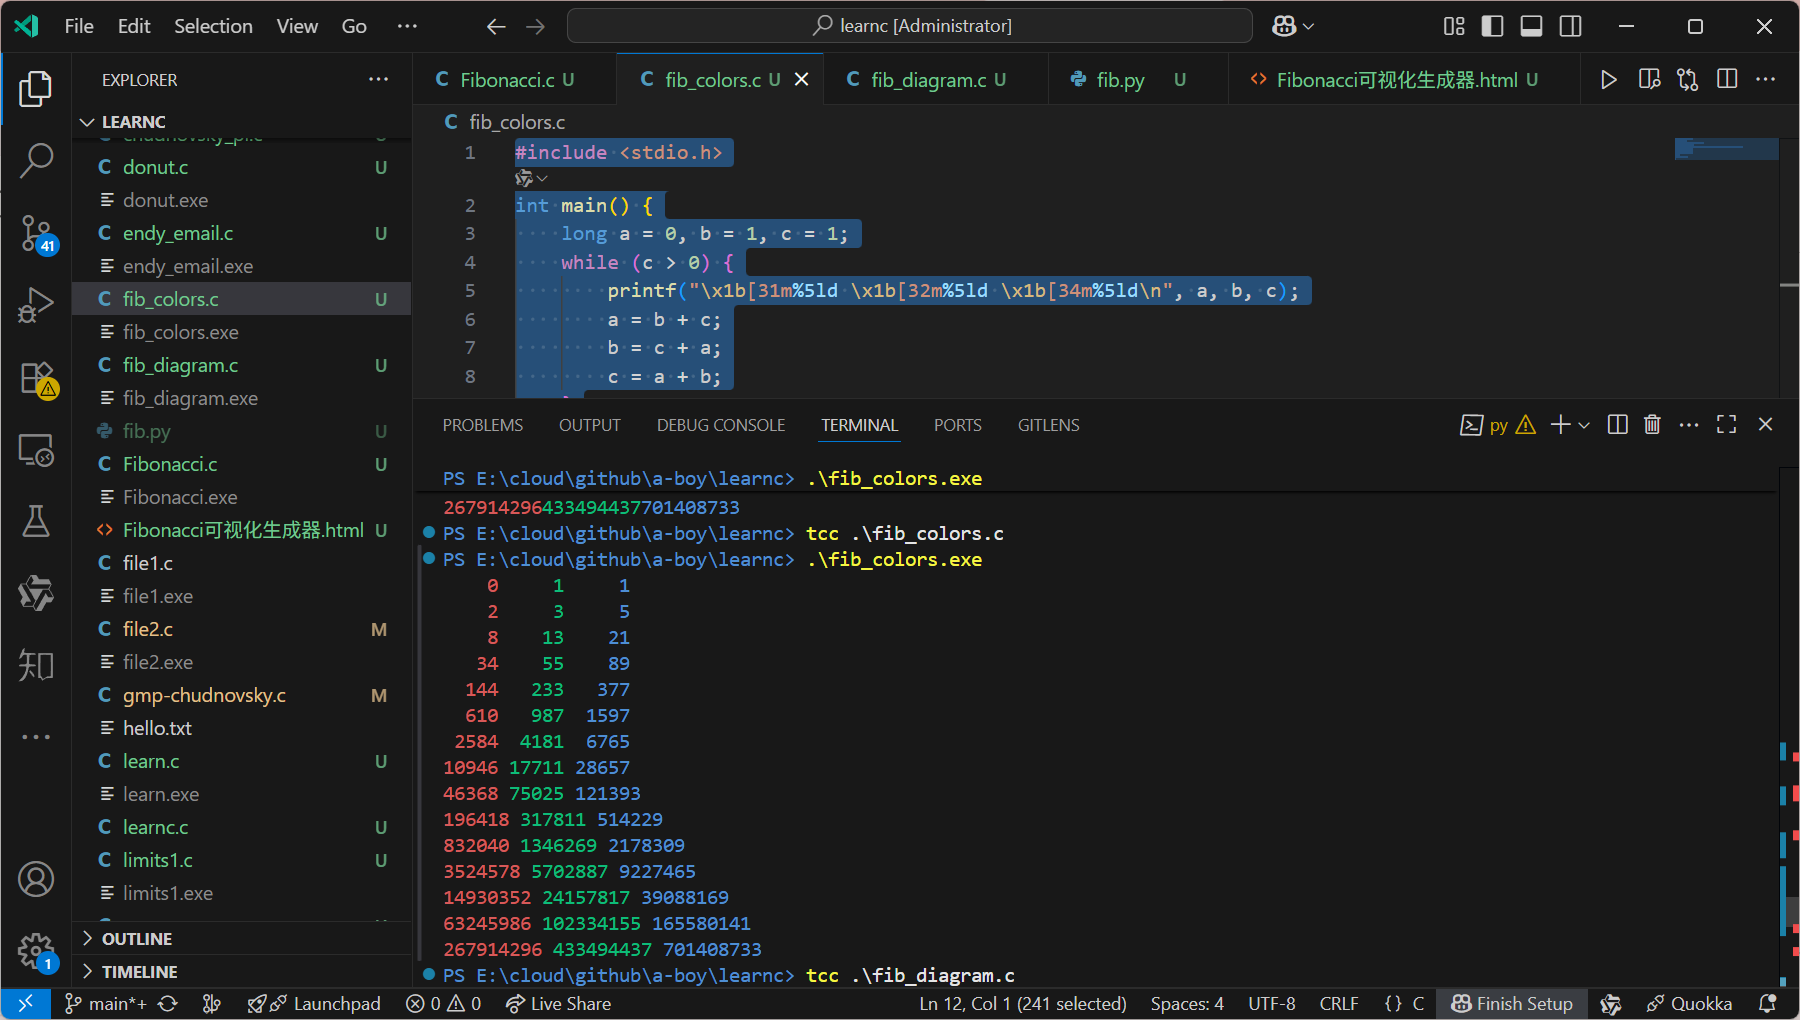 File Edit Selection View Go ··· learnc [Administrator]
EXPLORER ···
LEARNC
chudnovsky_pi.c U
donut.c U
donut.exe
endy_email.c U
endy_email.exe
fib_colors.c U
fib_colors.exe
fib_diagram.c U
fib_diagram.exe
fib.py U
Fibonacci.c U
Fibonacci.exe
Fibonacci可视化生成器.html U
file1.c
file1.exe
file2.c M
file2.exe
gmp-chudnovsky.c M
hello.txt
learn.c U
learn.exe
learnc.c U
limits1.c U
limits1.exe
OUTLINE
TIMELINE
41
知
1
Fibonacci.c U fib_colors.c U fib_diagram.c U fib.py U Fibonacci可视化生成器.html U
fib_colors.c
1 #include <stdio.h>
2 int main() {
3 long a = 0, b = 1, c = 1;
4 while (c > 0) {
5 printf("\x1b[31m%5ld \x1b[32m%5ld \x1b[34m%5ld\n", a, b, c);
6 a = b + c;
7 b = c + a;
8 c = a + b;
PROBLEMS OUTPUT DEBUG CONSOLE TERMINAL PORTS GITLENS py
PS E:\cloud\github\a-boy\learnc> .\fib_colors.exe
267914296433494437701408733
PS E:\cloud\github\a-boy\learnc> tcc .\fib_colors.c
PS E:\cloud\github\a-boy\learnc> .\fib_colors.exe
0 1 1
2 3 5
8 13 21
34 55 89
144 233 377
610 987 1597
2584 4181 6765
10946 17711 28657
46368 75025 121393
196418 317811 514229
832040 1346269 2178309
3524578 5702887 9227465
14930352 24157817 39088169
63245986 102334155 165580141
267914296 433494437 701408733
PS E:\cloud\github\a-boy\learnc> tcc .\fib_diagram.c
main*+ Launchpad 0 0 Live Share Ln 12, Col 1 (241 selected) Spaces: 4 UTF-8 CRLF {} C Finish Setup Quokka